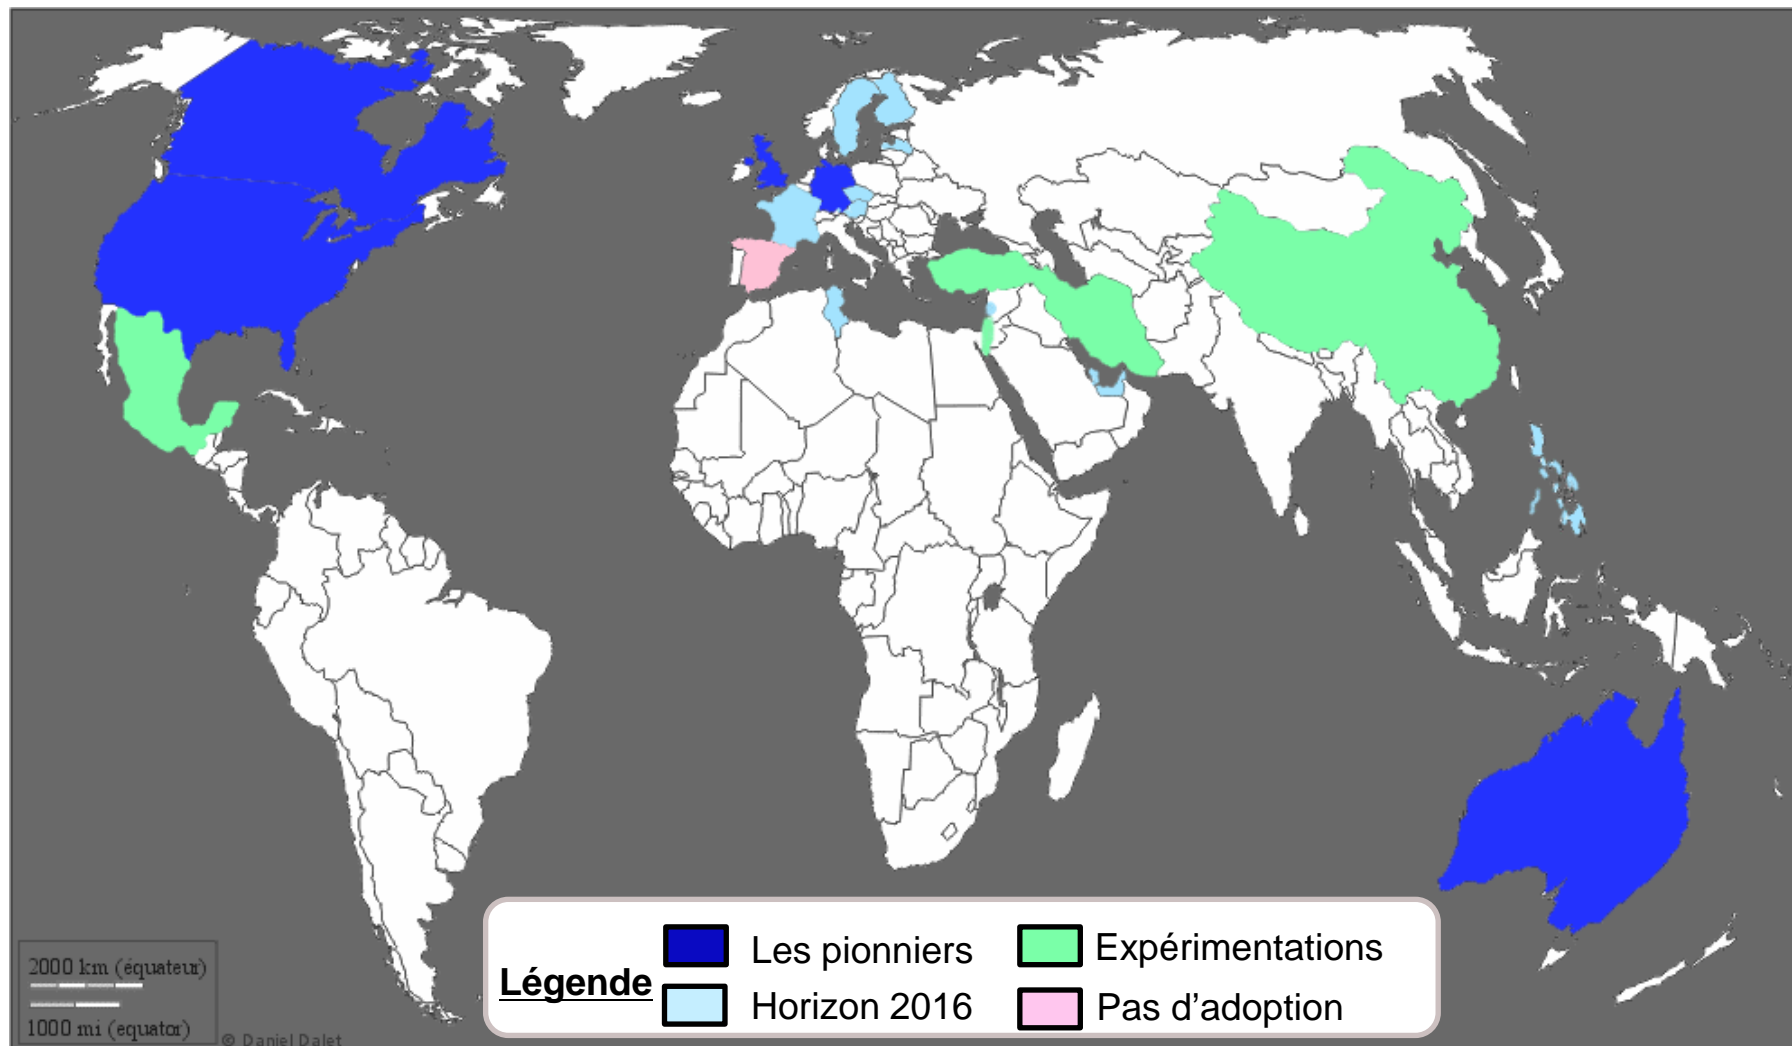 Légende
Les pionniers
Expérimentations
Horizon 2016
Pas d’adoption
2000 km (équateur)
1000 mi (equator)
© Daniel Dalet